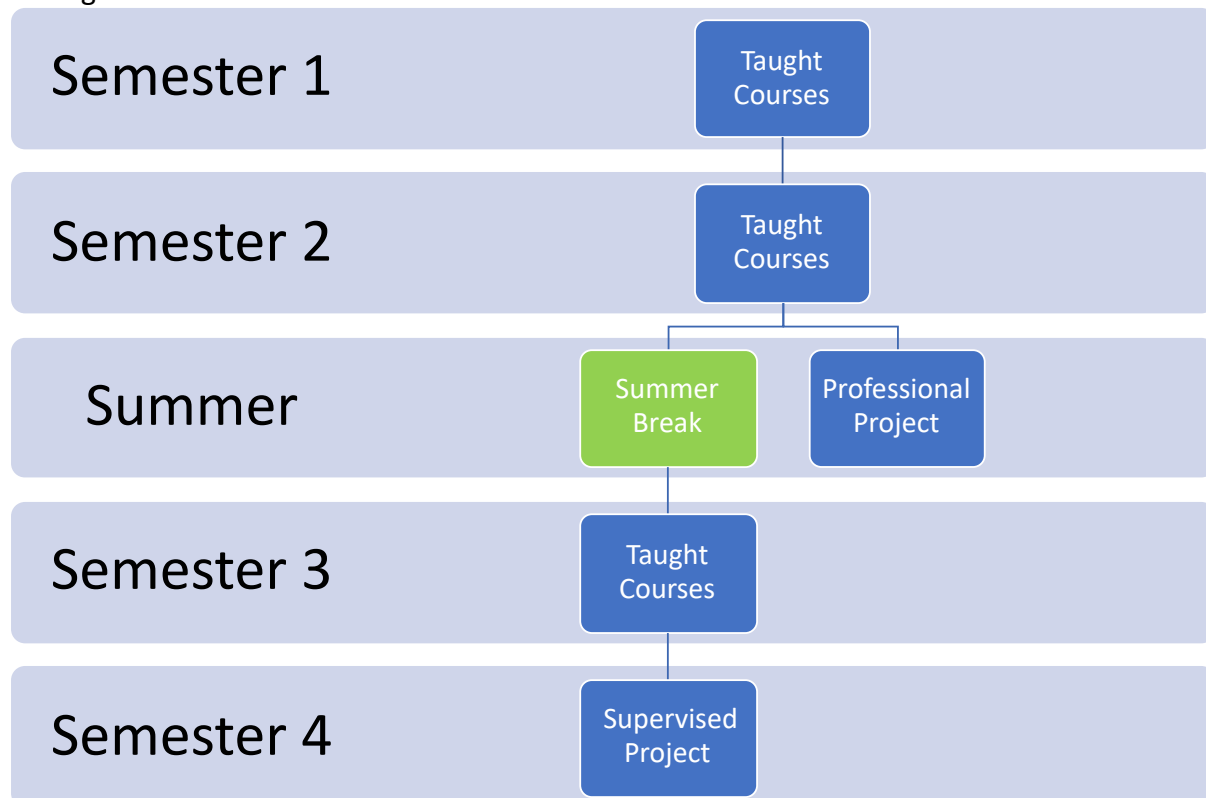 Semester 1
Taught
Courses
Semester 2
Taught
Courses
Summer
Summer
Break
Professional
Project
Semester 3
Taught
Courses
Semester 4
Supervised
Project